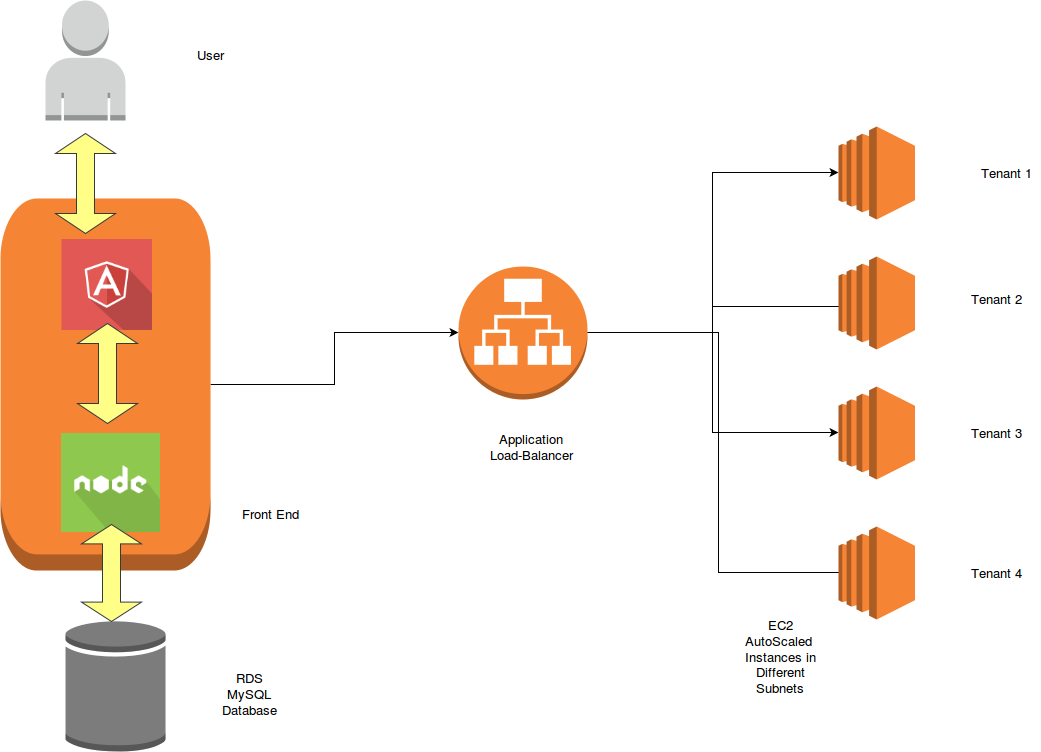 User
Tenant 1
Tenant 2
Application
Load-Balancer
Tenant 3
node
Front End
Tenant 4
EC2
AutoScaled
Instances in
Different
Subnets
RDS
MySQL
Database
A